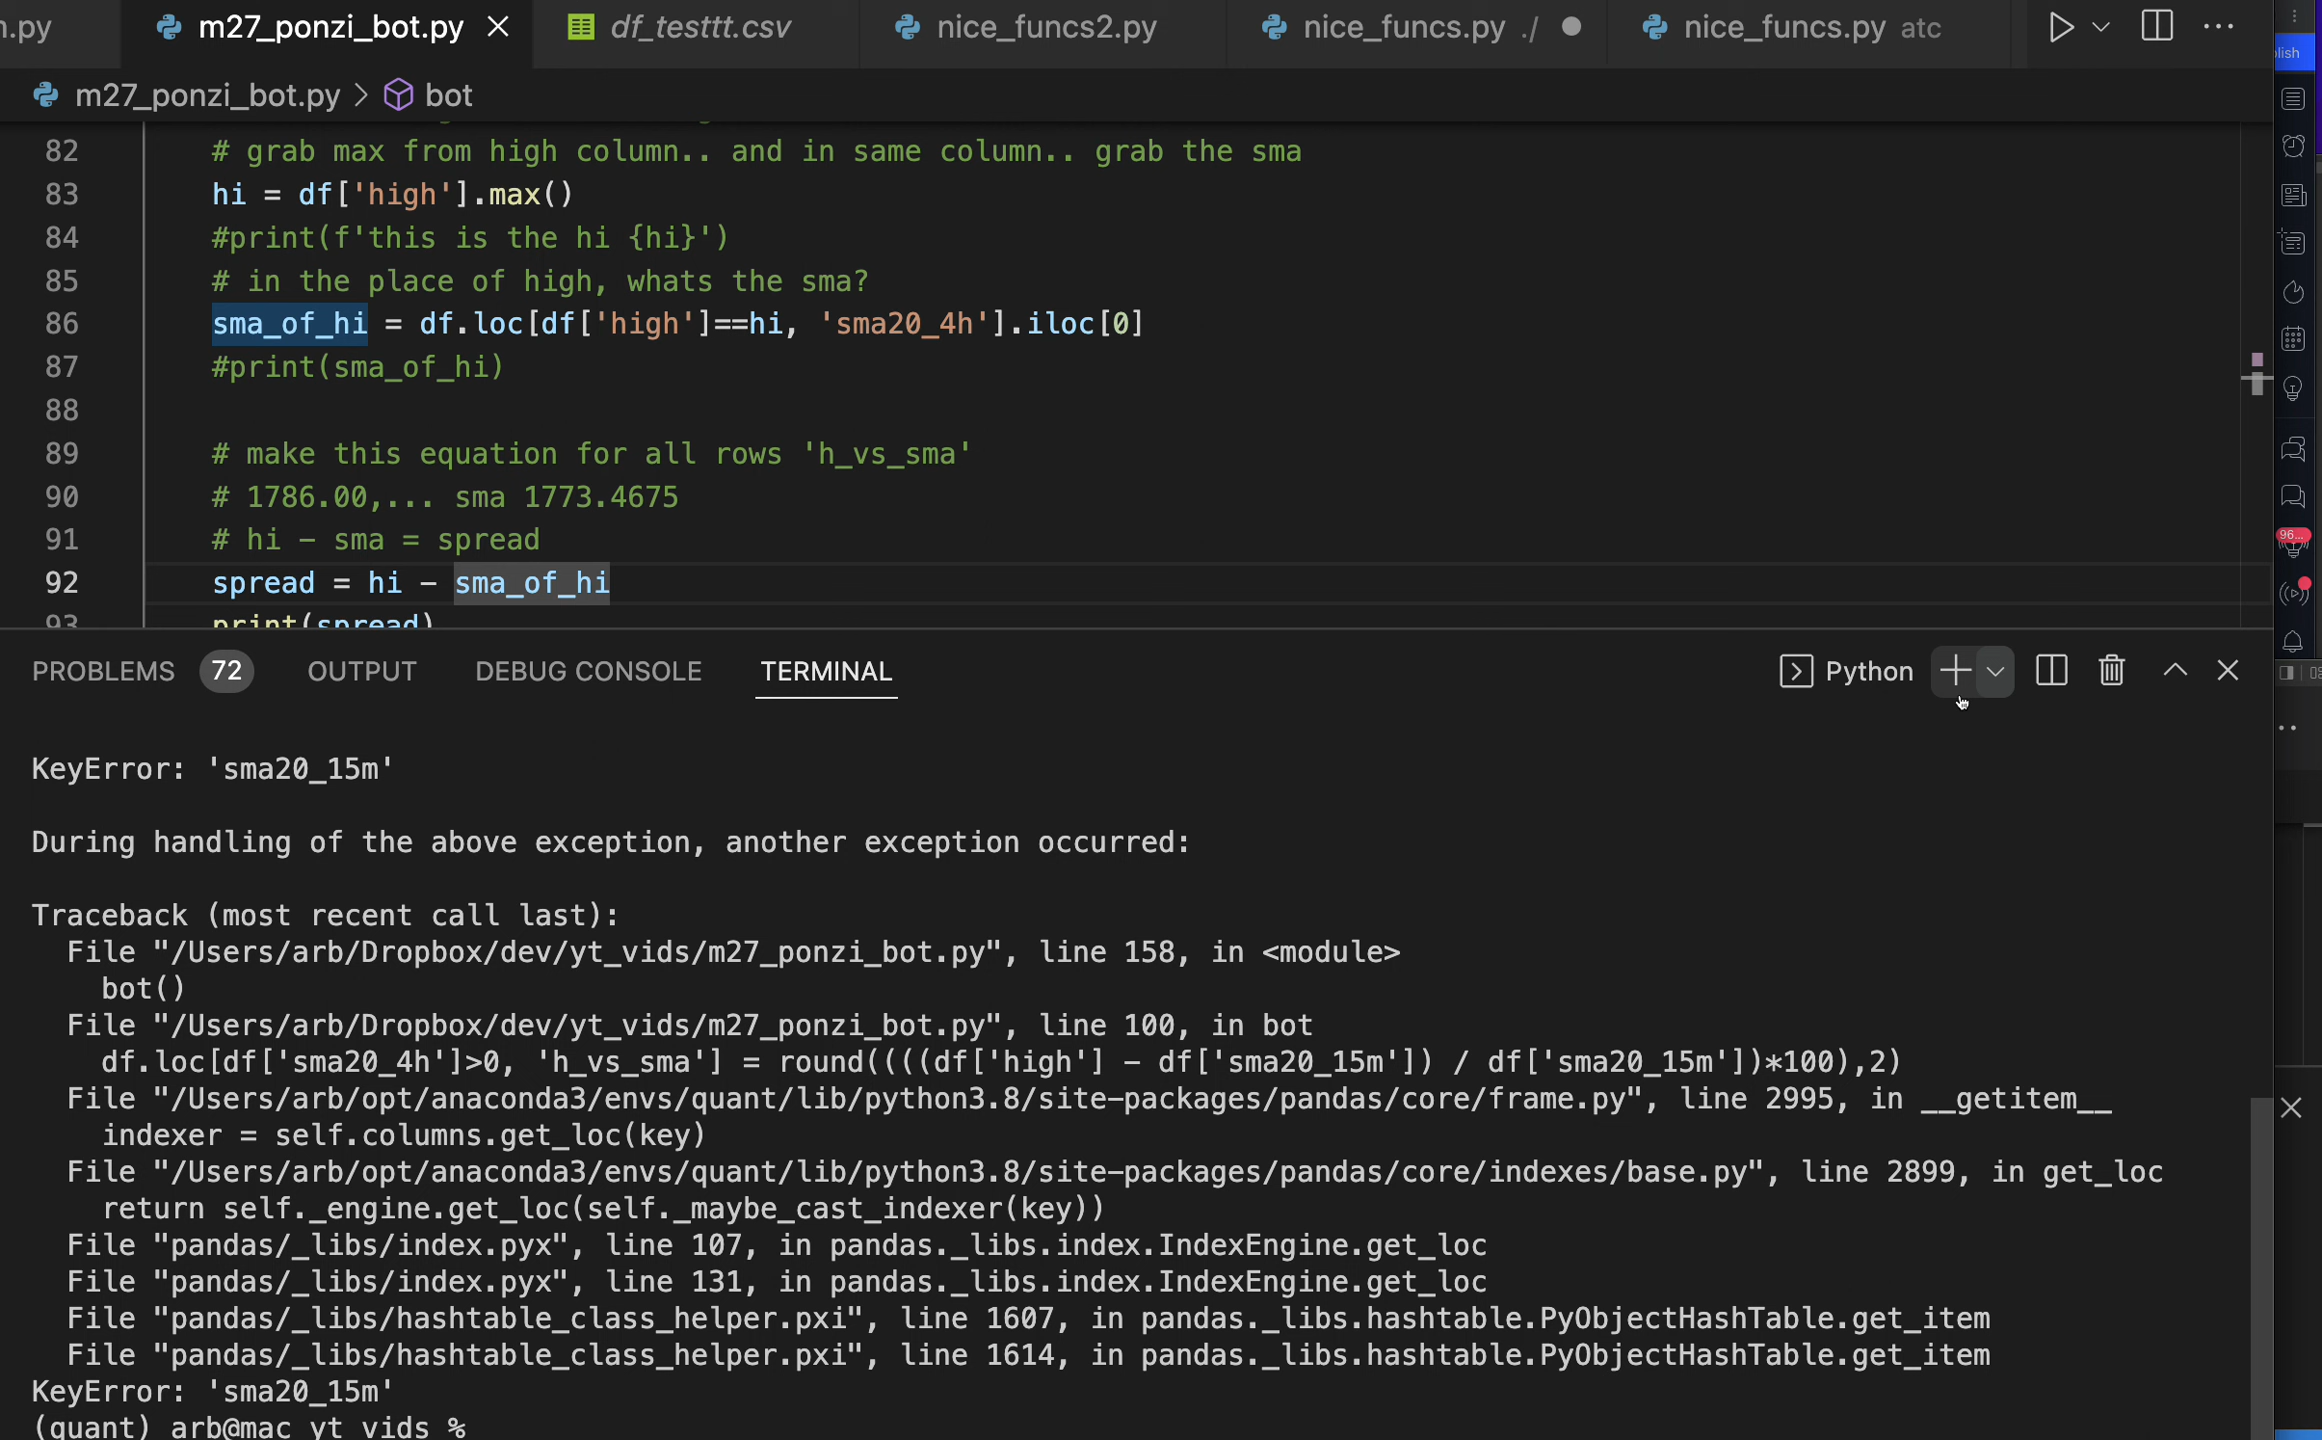 n.py
m27_ponzi_bot.py
df_testtt.csv
nice_funcs2.py
nice_funcs.py ./
nice_funcs.py atc
m27_ponzi_bot.py > bot
82 # grab max from high column.. and in same column.. grab the sma
83 hi = df['high'].max()
84 #print(f'this is the hi {hi}')
85 # in the place of high, whats the sma?
86 sma_of_hi = df.loc[df['high']==hi, 'sma20_4h'].iloc[0]
87 #print(sma_of_hi)
88
89 # make this equation for all rows 'h_vs_sma'
90 # 1786.00,... sma 1773.4675
91 # hi - sma = spread
92 spread = hi - sma_of_hi
93 print(spread)
PROBLEMS 72 OUTPUT DEBUG CONSOLE TERMINAL
Python
KeyError: 'sma20_15m'
During handling of the above exception, another exception occurred:
Traceback (most recent call last):
File "/Users/arb/Dropbox/dev/yt_vids/m27_ponzi_bot.py", line 158, in <module>
bot()
File "/Users/arb/Dropbox/dev/yt_vids/m27_ponzi_bot.py", line 100, in bot
df.loc[df['sma20_4h']>0, 'h_vs_sma'] = round((((df['high'] - df['sma20_15m']) / df['sma20_15m'])*100),2)
File "/Users/arb/opt/anaconda3/envs/quant/lib/python3.8/site-packages/pandas/core/frame.py", line 2995, in __getitem__
indexer = self.columns.get_loc(key)
File "/Users/arb/opt/anaconda3/envs/quant/lib/python3.8/site-packages/pandas/core/indexes/base.py", line 2899, in get_loc
return self._engine.get_loc(self._maybe_cast_indexer(key))
File "pandas/_libs/index.pyx", line 107, in pandas._libs.index.IndexEngine.get_loc
File "pandas/_libs/index.pyx", line 131, in pandas._libs.index.IndexEngine.get_loc
File "pandas/_libs/hashtable_class_helper.pxi", line 1607, in pandas._libs.hashtable.PyObjectHashTable.get_item
File "pandas/_libs/hashtable_class_helper.pxi", line 1614, in pandas._libs.hashtable.PyObjectHashTable.get_item
KeyError: 'sma20_15m'
(quant) arb@mac yt_vids %
lish
96...